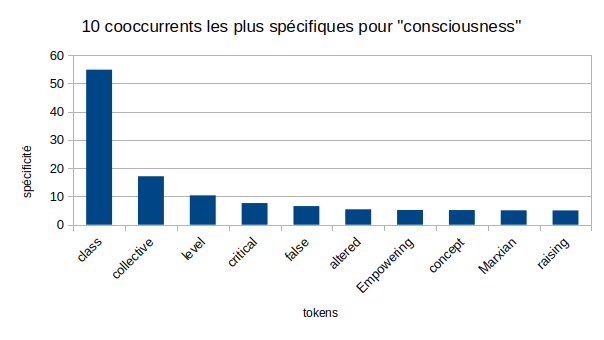 10 cooccurrents les plus spécifiques pour "consciousness"
60
50
40
30
20
10
0
spécificité
class
collective
level
critical
false
altered
Empowering
concept
Marxian
raising
tokens